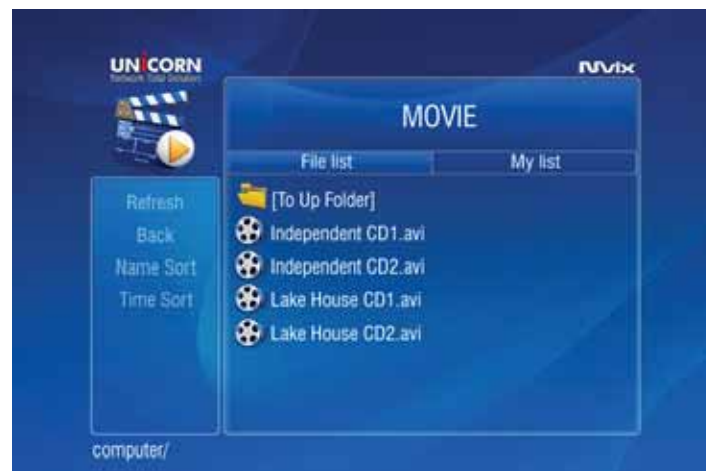 UNiCORN
Network Total Solution
Mvix
MOVIE
File list
My list
Refresh
Back
Name Sort
Time Sort
[To Up Folder]
Independent CD1.avi
Independent CD2.avi
Lake House CD1.avi
Lake House CD2.avi
computer/